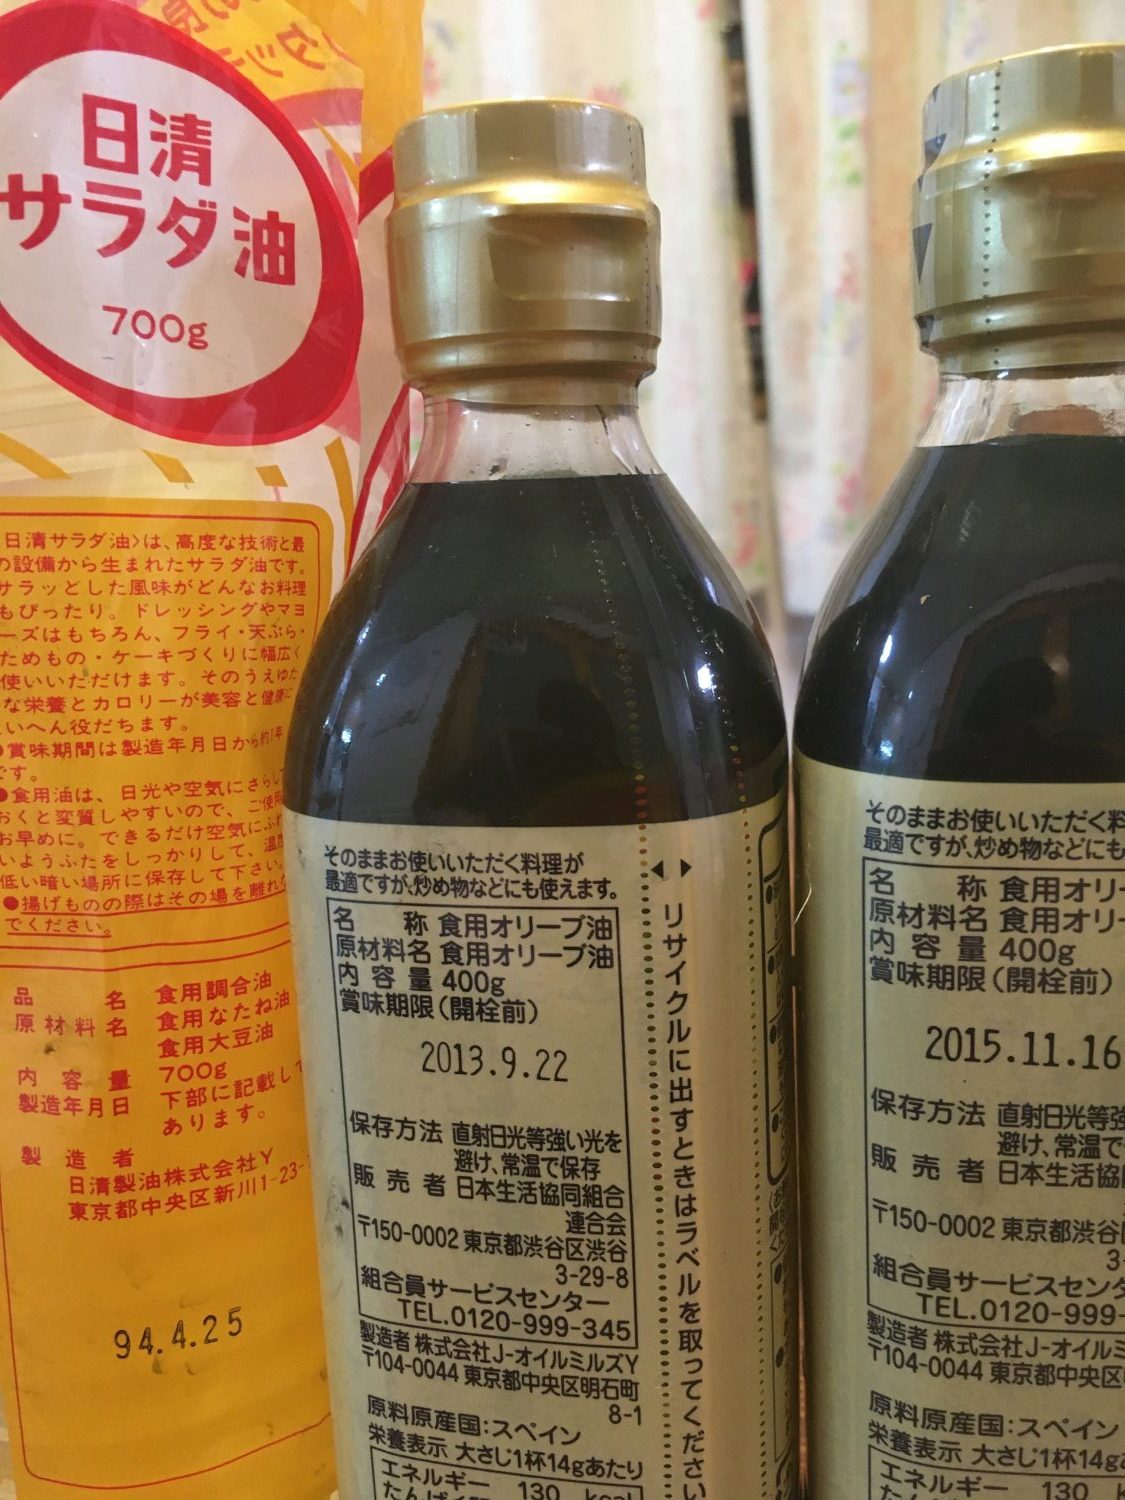 日清
サラダ油
700g
日清サラダ油〉は、高度な技術と最
の設備から生まれたサラダ油です。
サラッとした風味がどんなお料理
もぴったり。ドレッシングやマヨ
ーズはもちろん、フライ・天ぷら・
ためもの・ケーキづくりに幅広く
使いいただけます。そのうえゆた
な栄養とカロリーが美容と健康に
いへん役だちます。
●賞味期間は製造年月日から約1年
です。
●食用油は、日光や空気にさらし
おくと変質しやすいので、ご使用
お早めに。できるだけ空気にふれ
いようふたをしっかりして、温度
低い暗い場所に保存して下さい。
●揚げものの際はその場を離れな
でください。
品名 食用調合油
原材料名 食用なたね油
食用大豆油
内容量 700g
製造年月日 下部に記載して
あります。
製造者
日清製油株式会社Y
東京都中央区新川1-23-
94.4.25
そのままお使いいただく料理が
最適ですが、炒め物などにも使えます。
名称 食用オリーブ油
原材料名 食用オリーブ油
内容量 400g
賞味期限(開栓前)
2013.9.22
保存方法 直射日光等強い光を
避け、常温で保存
販売者 日本生活協同組合
連合会
〒150-0002 東京都渋谷区渋谷
3-29-8
組合員サービスセンター
TEL.0120-999-345
製造者 株式会社J-オイルミルズY
〒104-0044 東京都中央区明石町
8-1
原料原産国:スペイン
栄養表示 大さじ1杯14gあたり
エネルギー 130 kcal
たんぱく
リサイクルに出すときはラベルを取ってください
そのままお使いいただく料
最適ですが、炒め物などにも
名称 食用オリー
原材料名 食用オリー
内容量 400g
賞味期限(開栓前)
2015.11.16
保存方法 直射日光等強
避け、常温で
販売者 日本生活協
〒150-0002 東京都渋谷
3-
組合員サービスセン
TEL.0120-999-
製造者 株式会社J-オイルミ
〒104-0044 東京都中央
原料原産国:スペイン
栄養表示 大さじ1杯14g
エネルギー 130 k
たんぱ